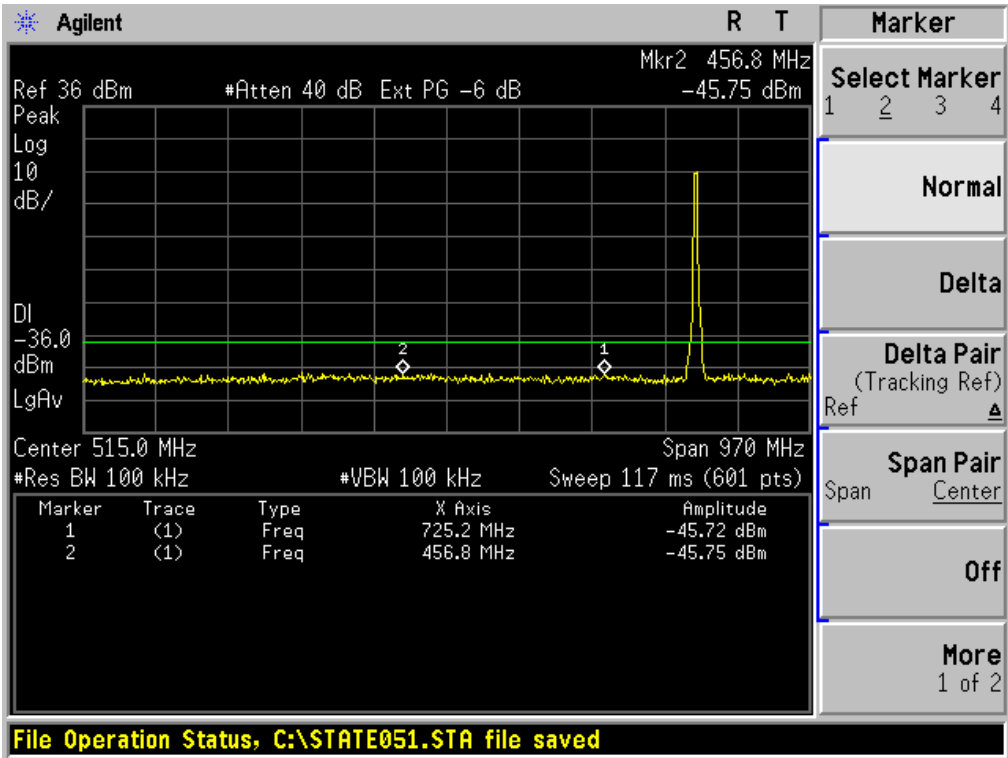 Agilent R T
Mkr2 456.8 MHz
Ref 36 dBm #Atten 40 dB Ext PG -6 dB -45.75 dBm
Peak
Log
10
dB/
DI
-36.0
dBm
LgAv
2 1
Center 515.0 MHz Span 970 MHz
#Res BW 100 kHz #VBW 100 kHz Sweep 117 ms (601 pts)
Marker Trace Type X Axis Amplitude
1 (1) Freq 725.2 MHz -45.72 dBm
2 (1) Freq 456.8 MHz -45.75 dBm
Marker
Select Marker
1 2 3 4
Normal
Delta
Delta Pair
(Tracking Ref)
Ref Δ
Span Pair
Span Center
Off
More
1 of 2
File Operation Status, C:\STATE051.STA file saved